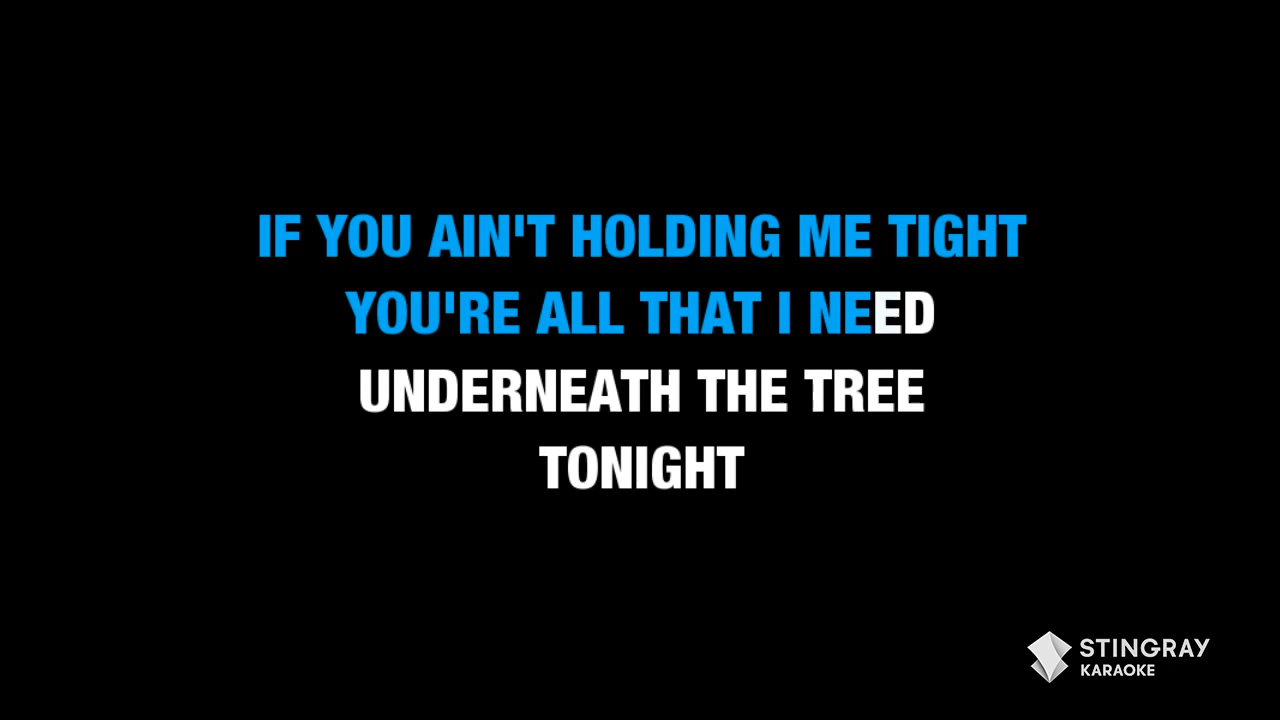 IF YOU AIN'T HOLDING ME TIGHT
YOU'RE ALL THAT I NEED
UNDERNEATH THE TREE
TONIGHT
STINGRAY
KARAOKE